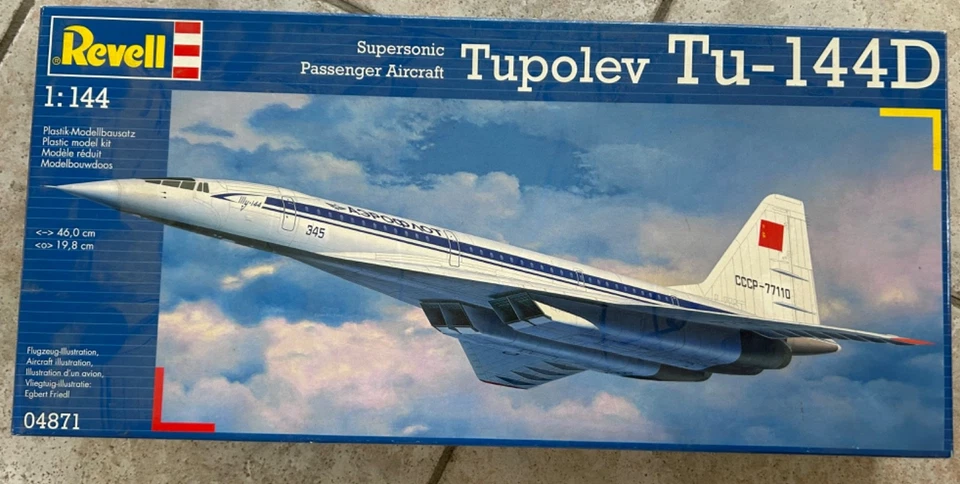 Revell
®
Supersonic
Passenger Aircraft
Tupolev Tu-144D
1:144
Plastik-Modellbausatz
Plastic model kit
Modèle réduit
Modelbouwdoos
<-> 46,0 cm
<o> 19,8 cm
Ту-144
АЭРОФЛОТ
345
СССР-77110
Flugzeug-Illustration,
Aircraft illustration,
Illustration d'un avion,
Vliegtuig-illustratie:
Egbert Friedl
04871